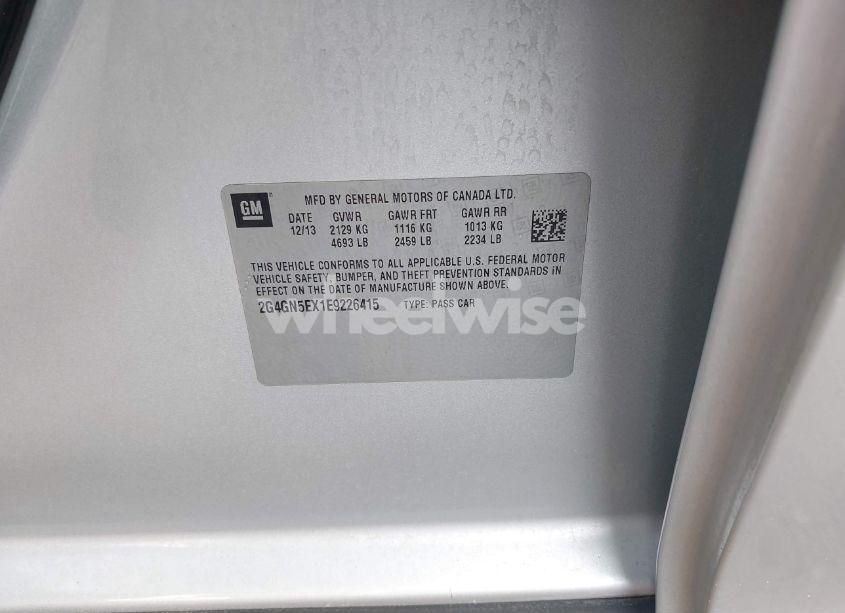 GM
MFD BY GENERAL MOTORS OF CANADA LTD.
DATE GVWR GAWR FRT GAWR RR
12/13 2129 KG 1116 KG 1013 KG
4693 LB 2459 LB 2234 LB
THIS VEHICLE CONFORMS TO ALL APPLICABLE U.S. FEDERAL MOTOR
VEHICLE SAFETY, BUMPER, AND THEFT PREVENTION STANDARDS IN
EFFECT ON THE DATE OF MANUFACTURE SHOWN ABOVE.
2G4GN5EX1E9226415 TYPE: PASS CAR
wheelwise